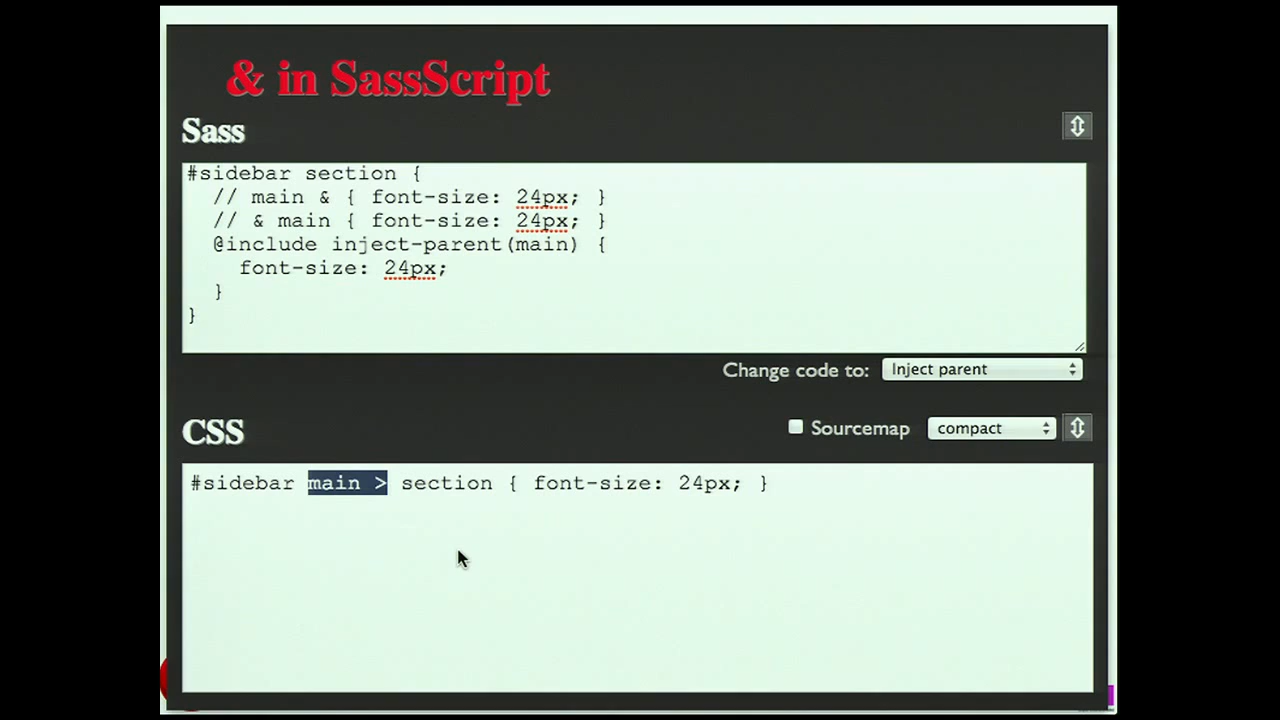 & in SassScript
Sass
#sidebar section {
  // main & { font-size: 24px; }
  // & main { font-size: 24px; }
  @include inject-parent(main) {
    font-size: 24px;
  }
}
Change code to: Inject parent
CSS
Sourcemap compact
#sidebar main > section { font-size: 24px; }